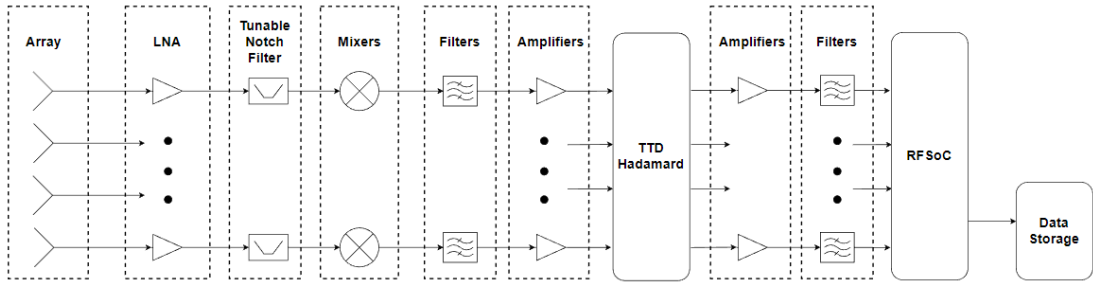 Array
LNA
Tunable
Notch
Filter
Mixers
Filters
Amplifiers
TTD
Hadamard
Amplifiers
Filters
RFSoC
Data
Storage